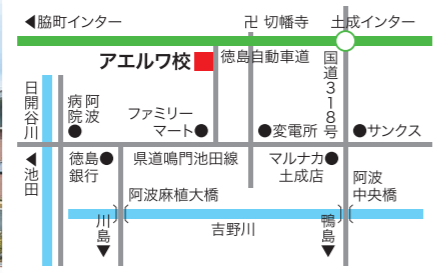 ◀脇町インター
卍 切幡寺
土成インター
アエルワ校
徳島自動車道
国道318号
日開谷川
阿波
病院
ファミリー
マート●
●変電所
●サンクス
◀池田
徳島●
銀行
県道鳴門池田線
マルナカ●
土成店
阿波
中央橋
阿波麻植大橋
川島▼
吉野川
鴨島▼